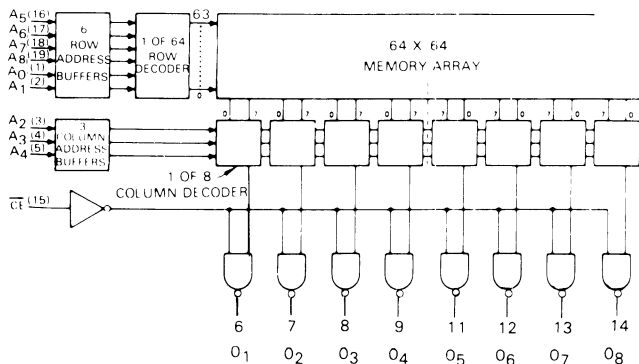 A5 (16)
A6 (17)
A7 (18)
A8 (19)
A0 (1)
A1 (2)
6
ROW
ADDRESS
BUFFERS
1 OF 64
ROW
DECODER
63
0
64 X 64
MEMORY ARRAY
0 7 0 7 0 7 0 7 0 7 0 7 0 7 0 7
A2 (3)
A3 (4)
A4 (5)
3
COLUMN
ADDRESS
BUFFERS
1 OF 8
COLUMN DECODER
CE (15)
6 7 8 9 11 12 13 14
O1 O2 O3 O4 O5 O6 O7 O8